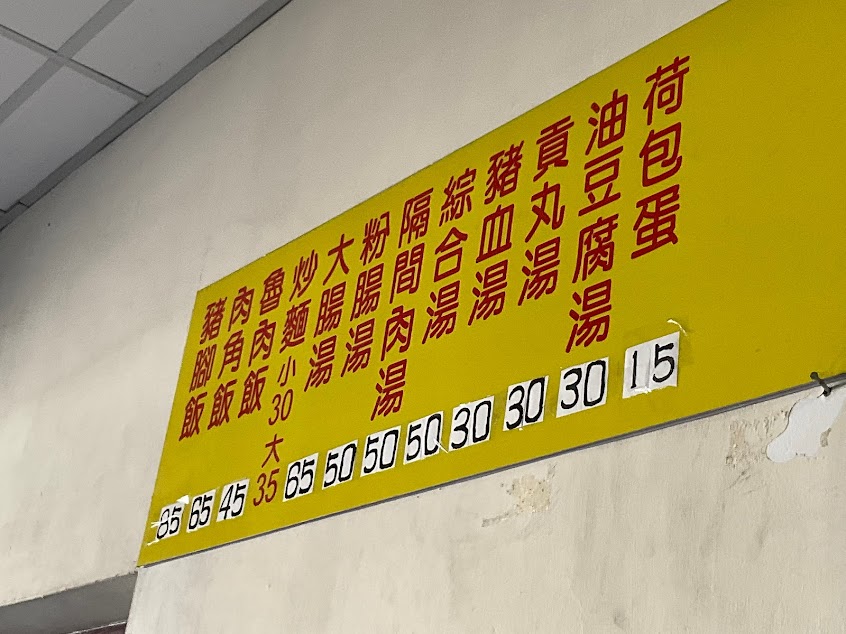 荷包蛋 15
油豆腐湯 30
貢丸湯 30
豬血湯 30
綜合湯 50
隔間肉湯 50
粉腸湯 50
大腸湯 65
炒麵 小30 大35
魯肉飯 45
肉角飯 65
豬腳飯 85